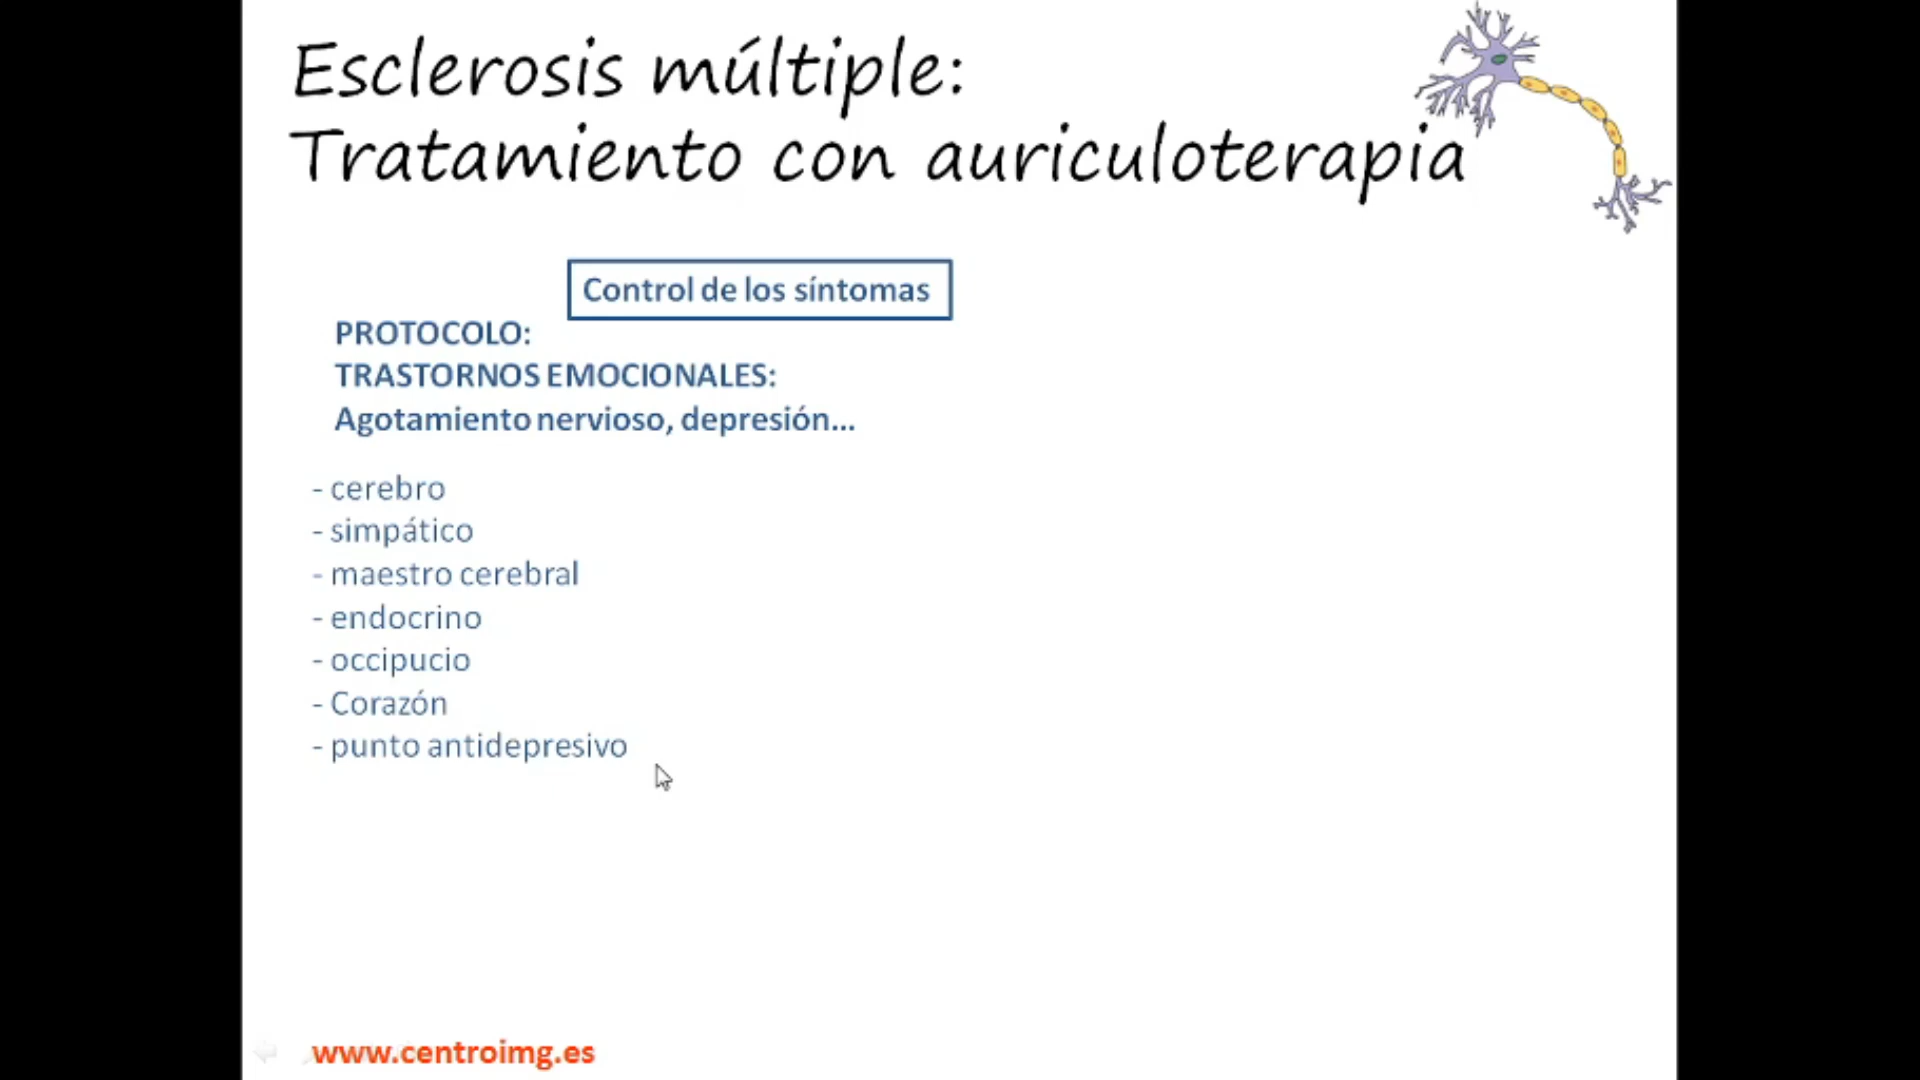 Esclerosis múltiple:
Tratamiento con auriculoterapia
Control de los síntomas
PROTOCOLO:
TRASTORNOS EMOCIONALES:
Agotamiento nervioso, depresión...
- cerebro
- simpático
- maestro cerebral
- endocrino
- occipucio
- Corazón
- punto antidepresivo
www.centroimg.es